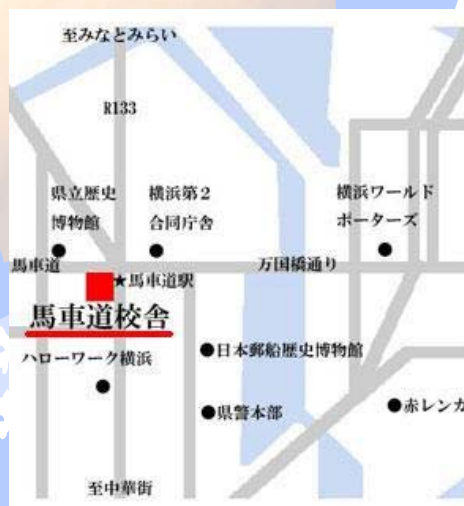 至みなとみらい
R133
県立歴史
博物館
横浜第2
合同庁舎
横浜ワールド
ポーターズ
馬車道
★馬車道駅
万国橋通り
馬車道校舎
ハローワーク横浜
●日本郵船歴史博物館
●県警本部
●赤レンガ
至中華街